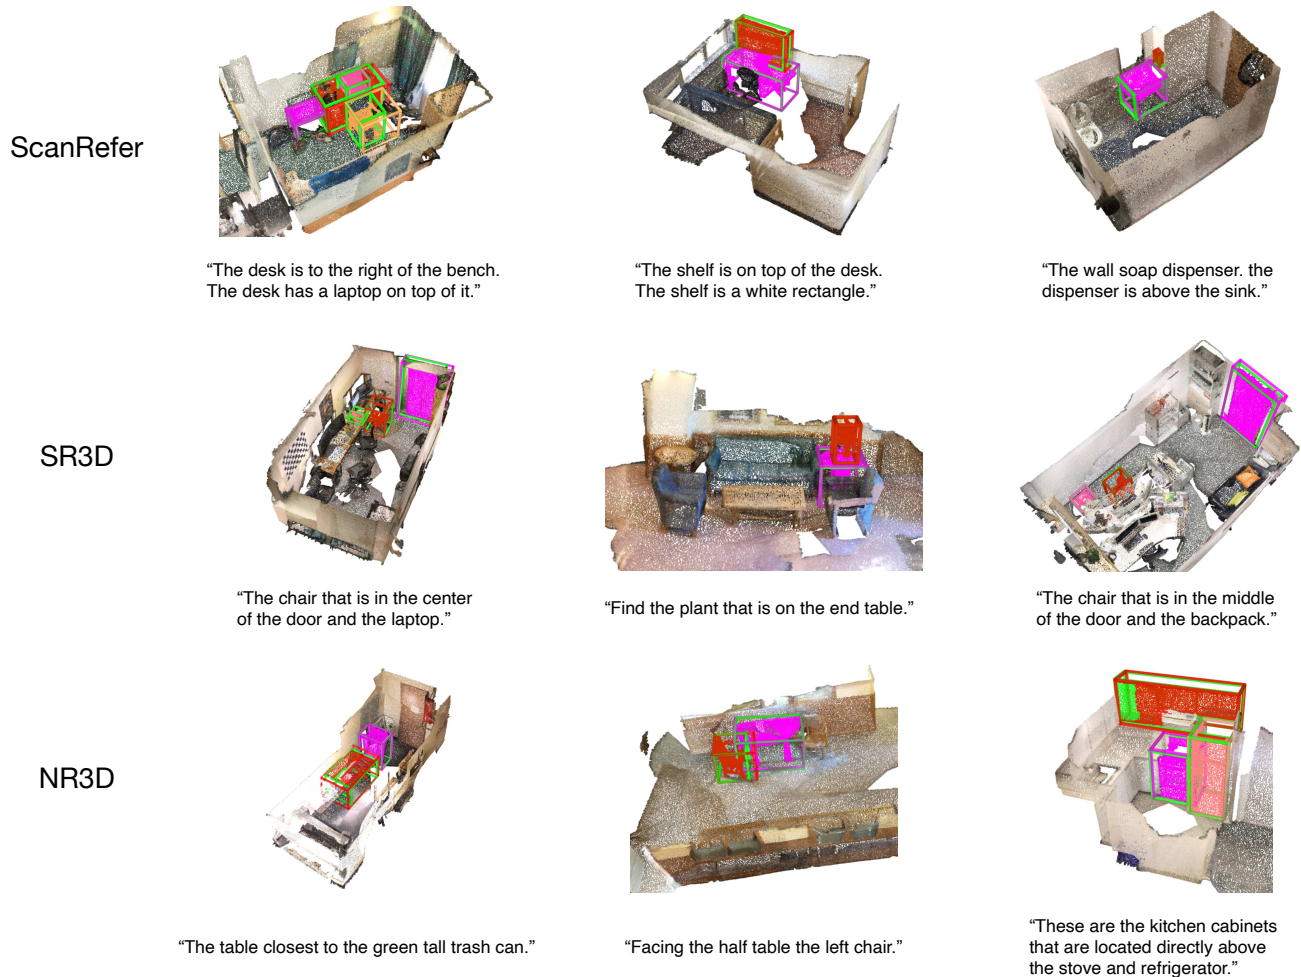 ScanRefer
“The desk is to the right of the bench.
The desk has a laptop on top of it.”
“The shelf is on top of the desk.
The shelf is a white rectangle.”
“The wall soap dispenser. the
dispenser is above the sink.”
SR3D
“The chair that is in the center
of the door and the laptop.”
“Find the plant that is on the end table.”
“The chair that is in the middle
of the door and the backpack.”
NR3D
“The table closest to the green tall trash can.”
“Facing the half table the left chair.”
“These are the kitchen cabinets
that are located directly above
the stove and refrigerator.”